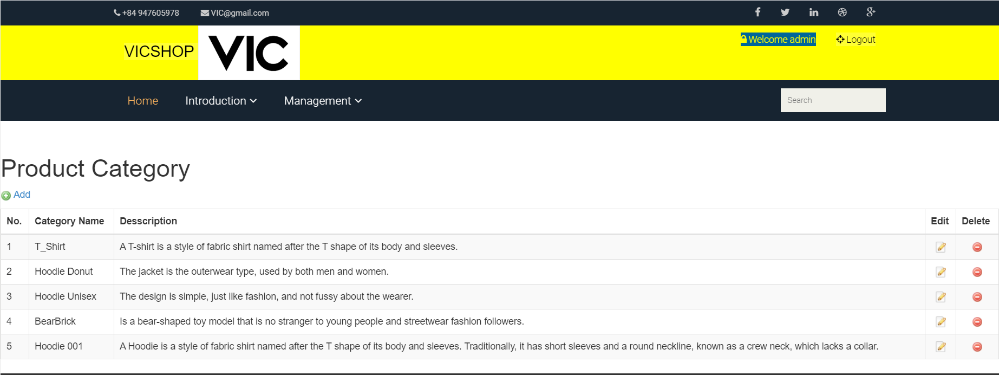 +84 947605978 VIC@gmail.com
VICSHOP VIC Welcome admin Logout
Home Introduction Management Search
Product Category
Add
No. Category Name Desscription Edit Delete
1 T_Shirt A T-shirt is a style of fabric shirt named after the T shape of its body and sleeves.
2 Hoodie Donut The jacket is the outerwear type, used by both men and women.
3 Hoodie Unisex The design is simple, just like fashion, and not fussy about the wearer.
4 BearBrick Is a bear-shaped toy model that is no stranger to young people and streetwear fashion followers.
5 Hoodie 001 A Hoodie is a style of fabric shirt named after the T shape of its body and sleeves. Traditionally, it has short sleeves and a round neckline, known as a crew neck, which lacks a collar.